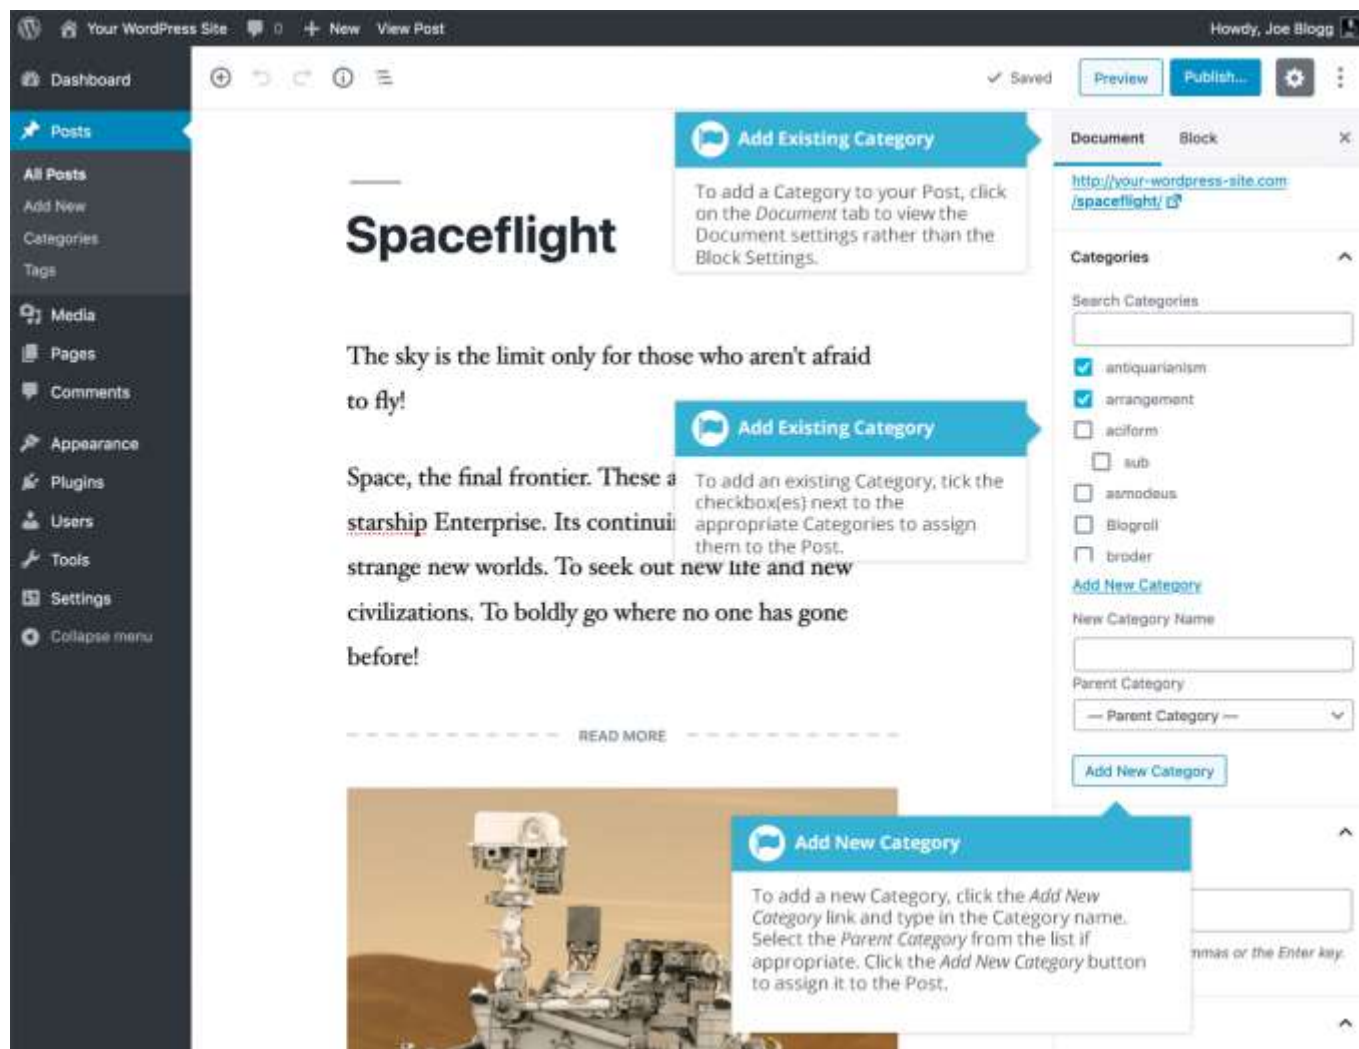 Your WordPress Site 0 New View Post Howdy, Joe Blogg
Dashboard
Saved Preview Publish...
Posts
All Posts
Add New
Categories
Tags
Media
Pages
Comments
Appearance
Plugins
Users
Tools
Settings
Collapse menu
Spaceflight
The sky is the limit only for those who aren't afraid
to fly!
Space, the final frontier. These a
starship Enterprise. Its continui
strange new worlds. To seek out new life and new
civilizations. To boldly go where no one has gone
before!
READ MORE
Add Existing Category
To add a Category to your Post, click
on the Document tab to view the
Document settings rather than the
Block Settings.
Add Existing Category
To add an existing Category, tick the
checkbox(es) next to the
appropriate Categories to assign
them to the Post.
Document Block
http://your-wordpress-site.com
/spaceflight/
Categories
Search Categories
antiquarianism
arrangement
aciform
sub
asmodeus
Blogroll
broder
Add New Category
New Category Name
Parent Category
— Parent Category —
Add New Category
Add New Category
To add a new Category, click the Add New
Category link and type in the Category name.
Select the Parent Category from the list if
appropriate. Click the Add New Category button
to assign it to the Post.
mmas or the Enter key.